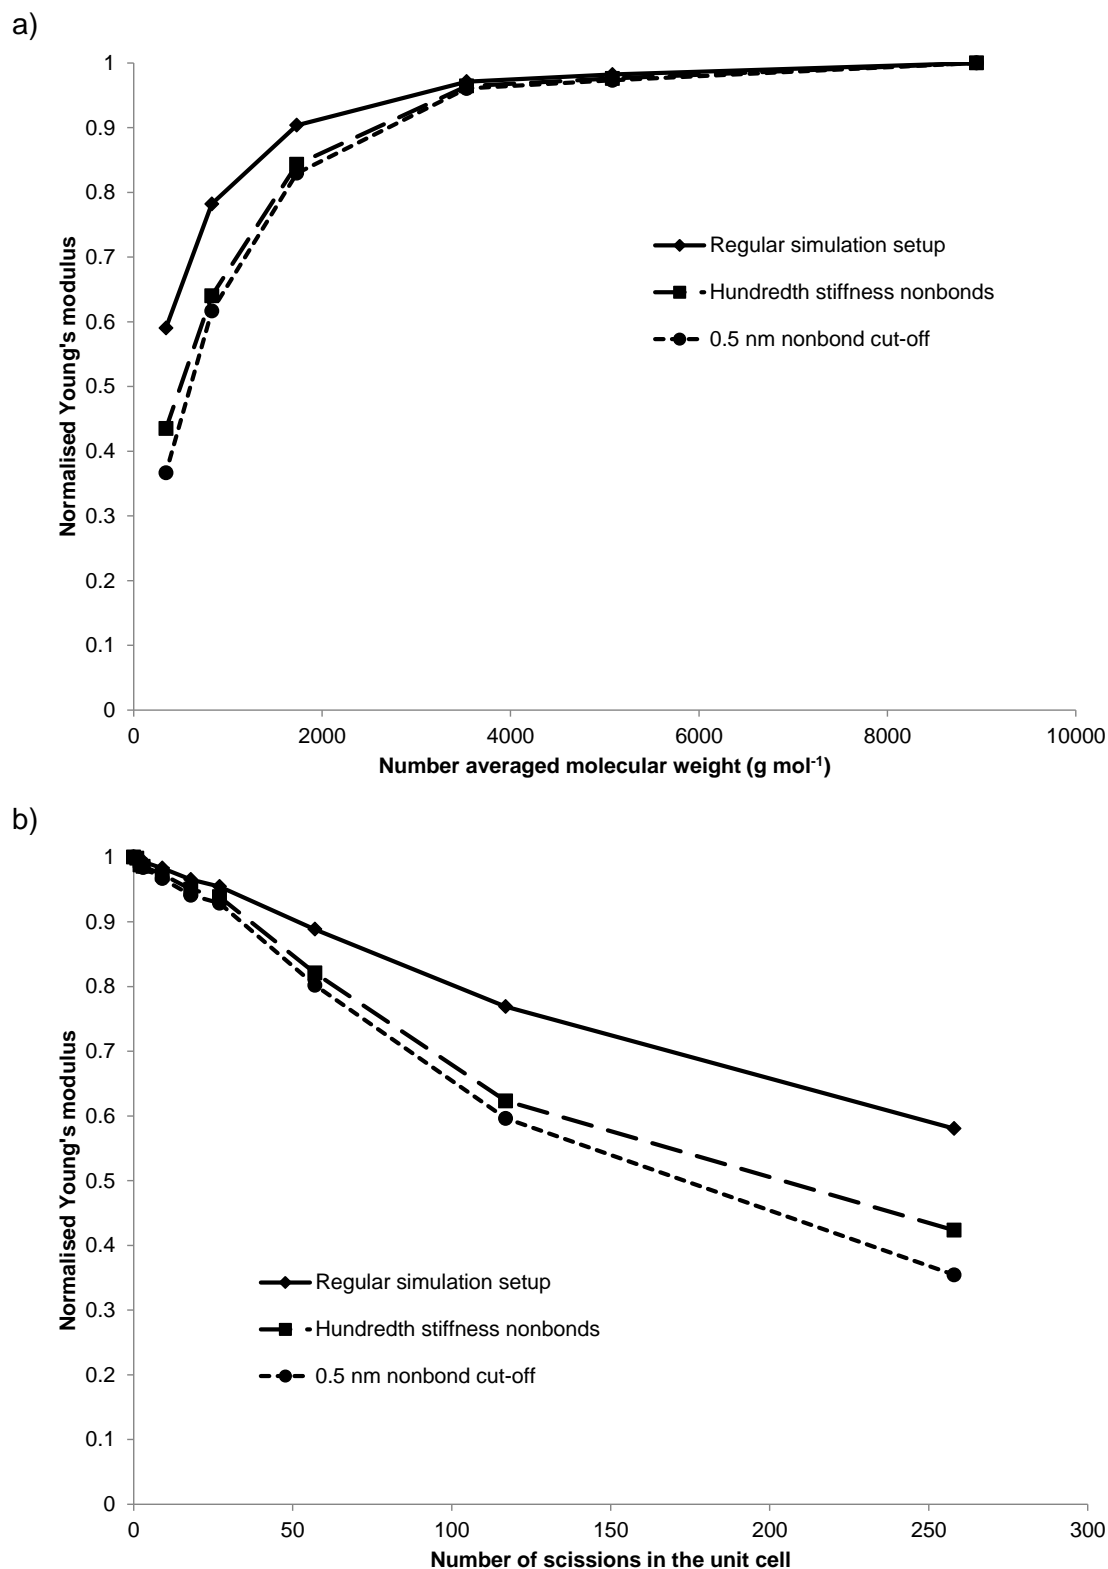 a)
1
0.9
0.8
0.7
0.6
0.5
0.4
0.3
0.2
0.1
0
Normalised Young's modulus
Regular simulation setup
Hundredth stiffness nonbonds
0.5 nm nonbond cut-off
0 2000 4000 6000 8000 10000
Number averaged molecular weight (g mol⁻¹)
b)
1
0.9
0.8
0.7
0.6
0.5
0.4
0.3
0.2
0.1
0
Normalised Young's modulus
Regular simulation setup
Hundredth stiffness nonbonds
0.5 nm nonbond cut-off
0 50 100 150 200 250 300
Number of scissions in the unit cell